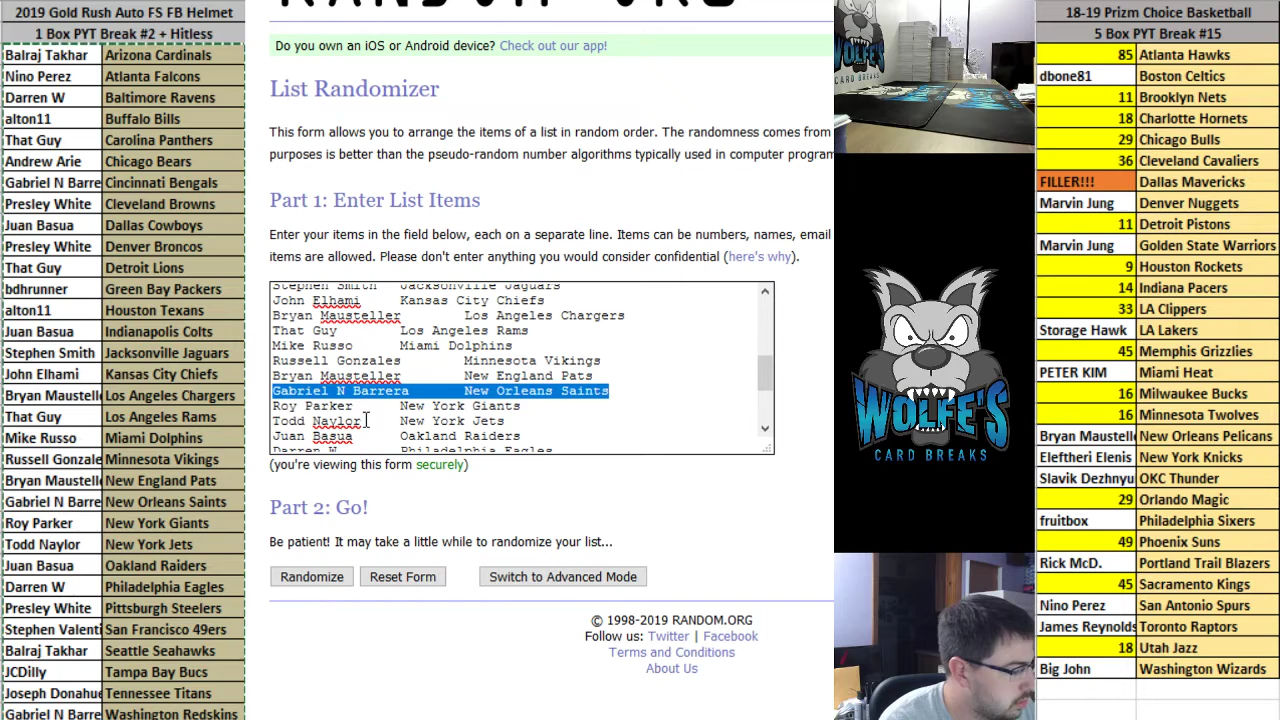 2019 Gold Rush Auto FS FB Helmet
1 Box PYT Break #2 + Hitless
Balraj Takhar Arizona Cardinals
Nino Perez Atlanta Falcons
Darren W Baltimore Ravens
alton11 Buffalo Bills
That Guy Carolina Panthers
Andrew Arie Chicago Bears
Gabriel N Barre Cincinnati Bengals
Presley White Cleveland Browns
Juan Basua Dallas Cowboys
Presley White Denver Broncos
That Guy Detroit Lions
bdhrunner Green Bay Packers
alton11 Houston Texans
Juan Basua Indianapolis Colts
Stephen Smith Jacksonville Jaguars
John Elhami Kansas City Chiefs
Bryan Mauste Los Angeles Chargers
That Guy Los Angeles Rams
Mike Russo Miami Dolphins
Russell Gonzale Minnesota Vikings
Bryan Mauste New England Pats
Gabriel N Barre New Orleans Saints
Roy Parker New York Giants
Todd Naylor New York Jets
Juan Basua Oakland Raiders
Darren W Philadelphia Eagles
Presley White Pittsburgh Steelers
Stephen Valenti San Francisco 49ers
Balraj Takhar Seattle Seahawks
JCDilly Tampa Bay Bucs
Joseph Donahue Tennessee Titans
Gabriel N Barre Washington Redskins
RANDOM.ORG
Do you own an iOS or Android device? Check out our app!
List Randomizer
This form allows you to arrange the items of a list in random order. The randomness comes from
purposes is better than the pseudo-random number algorithms typically used in computer program
Part 1: Enter List Items
Enter your items in the field below, each on a separate line. Items can be numbers, names, email
items are allowed. Please don't enter anything you would consider confidential (here's why).
Stephen Smith Jacksonville Jaguars
John Elhami Kansas City Chiefs
Bryan Mausteller Los Angeles Chargers
That Guy Los Angeles Rams
Mike Russo Miami Dolphins
Russell Gonzales Minnesota Vikings
Bryan Mausteller New England Pats
Gabriel N Barrera New Orleans Saints
Roy Parker New York Giants
Todd Naylor New York Jets
Juan Basua Oakland Raiders
Darren W Philadelphia Eagles
(you're viewing this form securely)
Part 2: Go!
Be patient! It may take a little while to randomize your list...
Randomize Reset Form Switch to Advanced Mode
© 1998-2019 RANDOM.ORG
Follow us: Twitter | Facebook
Terms and Conditions
About Us
WOLFE'S
CARD BREAKS
WOLFE'S
CARD BREAKS
18-19 Prizm Choice Basketball
5 Box PYT Break #15
85 Atlanta Hawks
dbone81 Boston Celtics
11 Brooklyn Nets
18 Charlotte Hornets
29 Chicago Bulls
36 Cleveland Cavaliers
FILLER!!! Dallas Mavericks
Marvin Jung Denver Nuggets
11 Detroit Pistons
Marvin Jung Golden State Warriors
9 Houston Rockets
14 Indiana Pacers
33 LA Clippers
Storage Hawk LA Lakers
45 Memphis Grizzlies
PETER KIM Miami Heat
16 Milwaukee Bucks
16 Minnesota Twolves
Bryan Mauste New Orleans Pelicans
Eleftheri Elenis New York Knicks
Slavik Dezhnyu OKC Thunder
29 Orlando Magic
fruitbox Philadelphia Sixers
49 Phoenix Suns
Rick McD. Portland Trail Blazers
45 Sacramento Kings
Nino Perez San Antonio Spurs
James Reynolds Toronto Raptors
18 Utah Jazz
Big John Washington Wizards